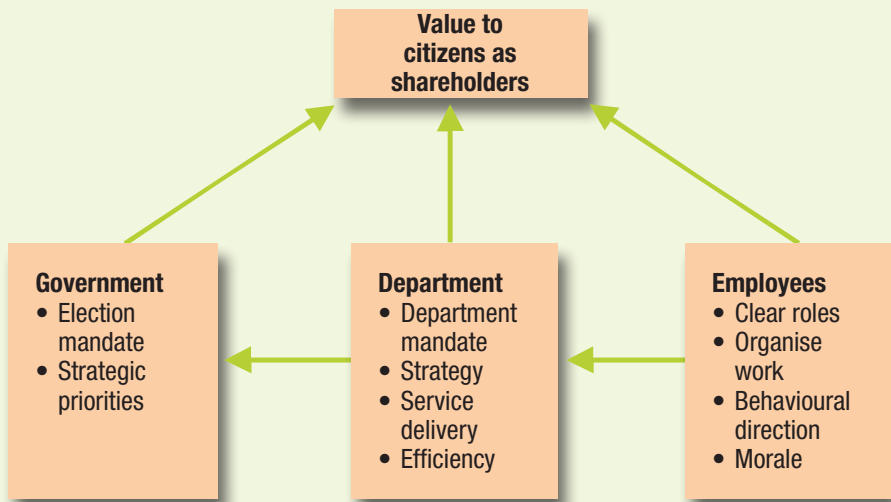 Value to
citizens as
shareholders
Government
• Election
mandate
• Strategic
priorities
Department
• Department
mandate
• Strategy
• Service
delivery
• Efficiency
Employees
• Clear roles
• Organise
work
• Behavioural
direction
• Morale